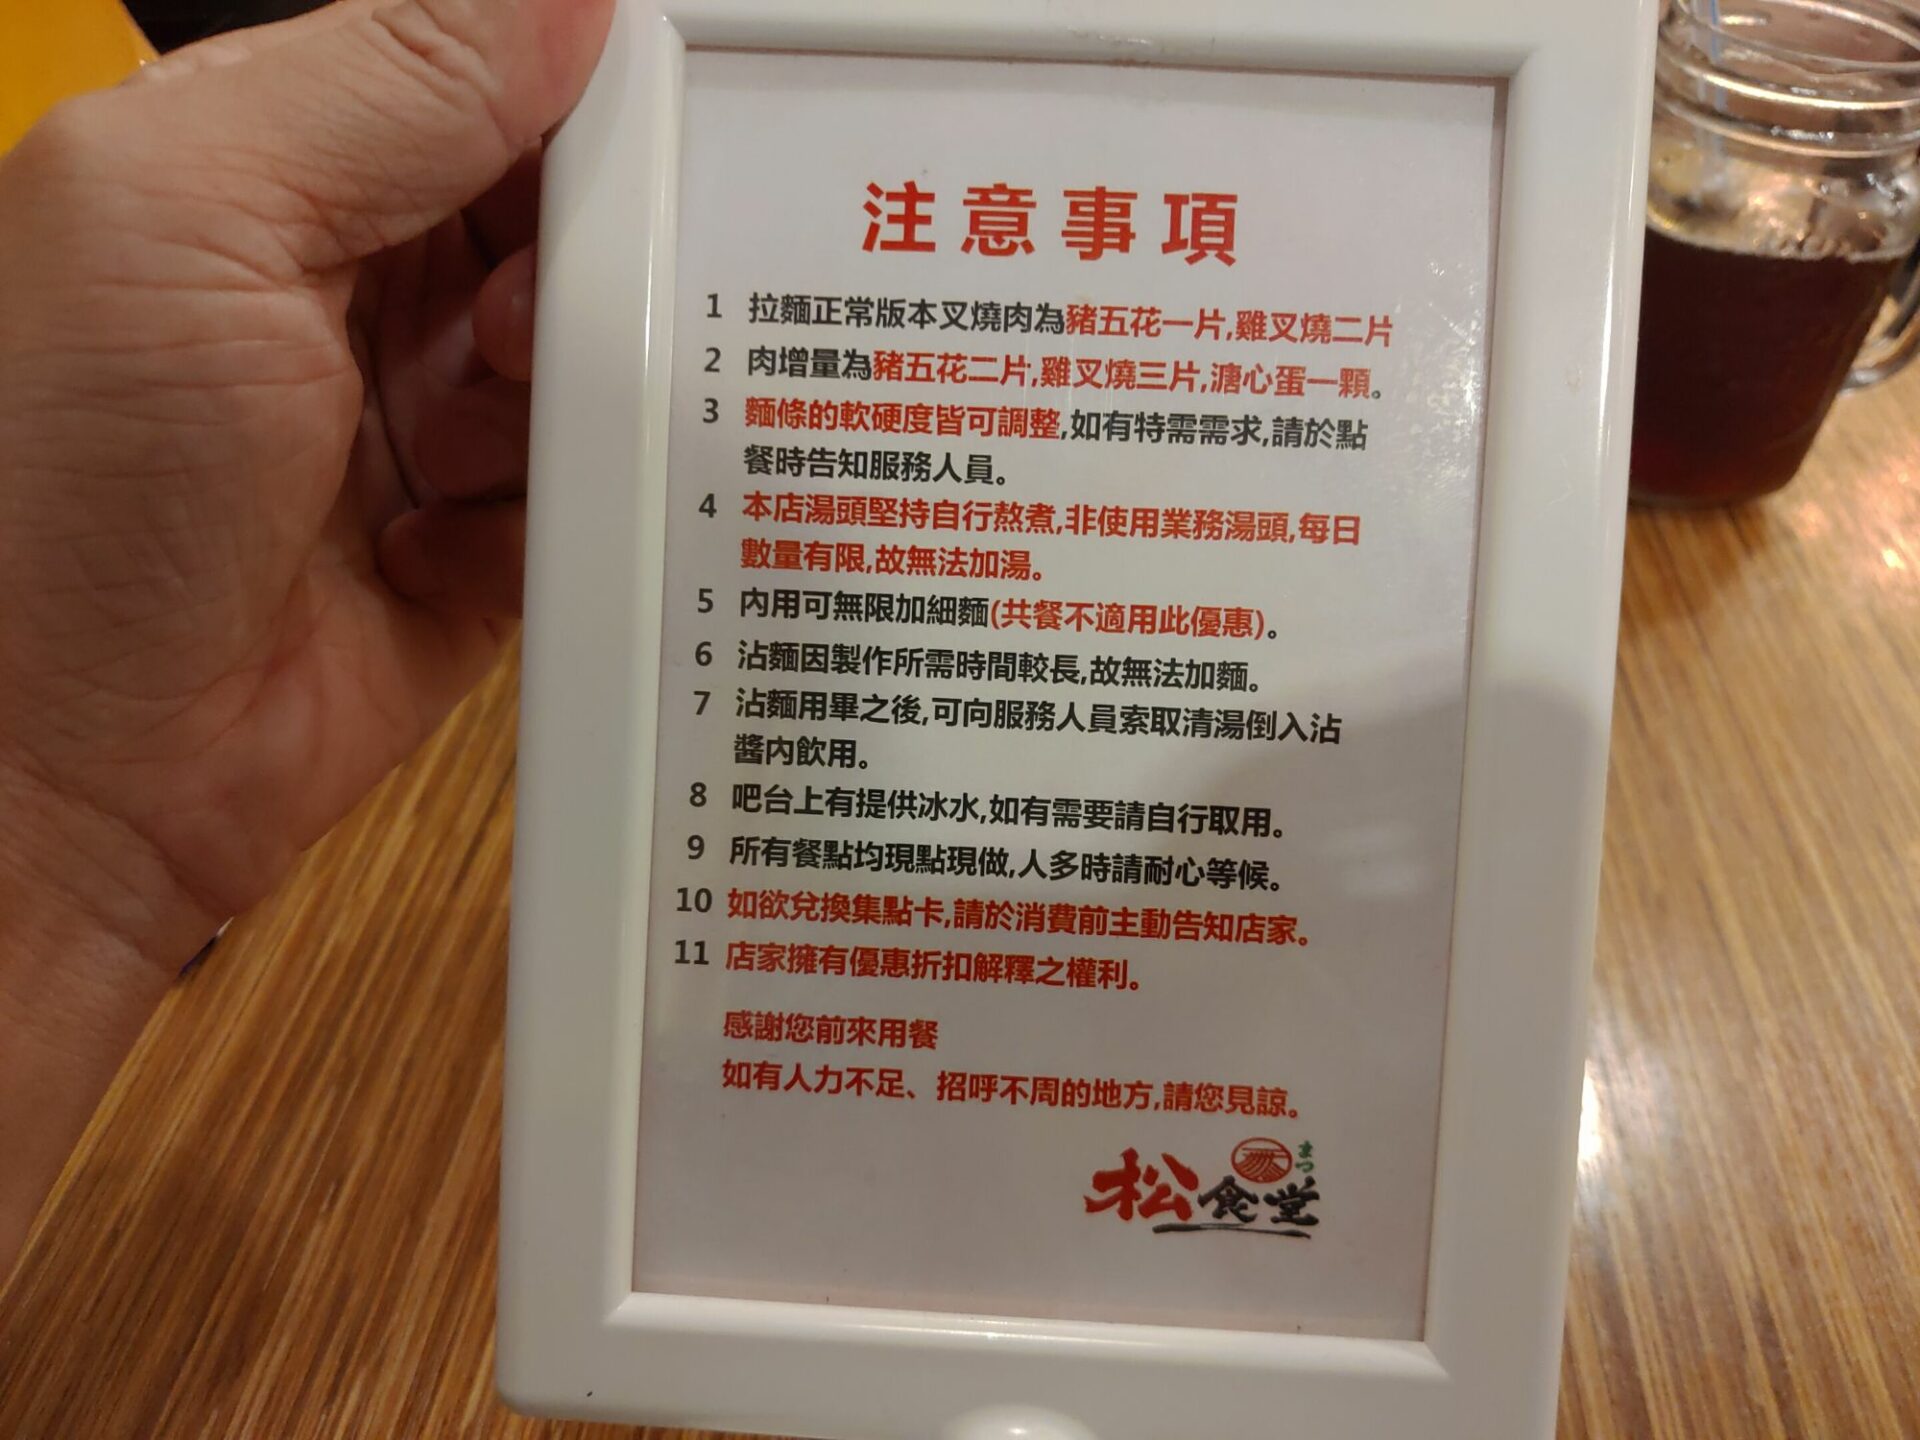 注意事項
1 拉麵正常版本叉燒肉為豬五花一片,雞叉燒二片
2 肉增量為豬五花二片,雞叉燒三片,溏心蛋一顆。
3 麵條的軟硬度皆可調整,如有特需需求,請於點
餐時告知服務人員。
4 本店湯頭堅持自行熬煮,非使用業務湯頭,每日
數量有限,故無法加湯。
5 內用可無限加細麵(共餐不適用此優惠)。
6 沾麵因製作所需時間較長,故無法加麵。
7 沾麵用畢之後,可向服務人員索取清湯倒入沾
醬內飲用。
8 吧台上有提供冰水,如有需要請自行取用。
9 所有餐點均現點現做,人多時請耐心等候。
10 如欲兌換集點卡,請於消費前主動告知店家。
11 店家擁有優惠折扣解釋之權利。
感謝您前來用餐
如有人力不足、招呼不周的地方,請您見諒。
松食堂
まつ